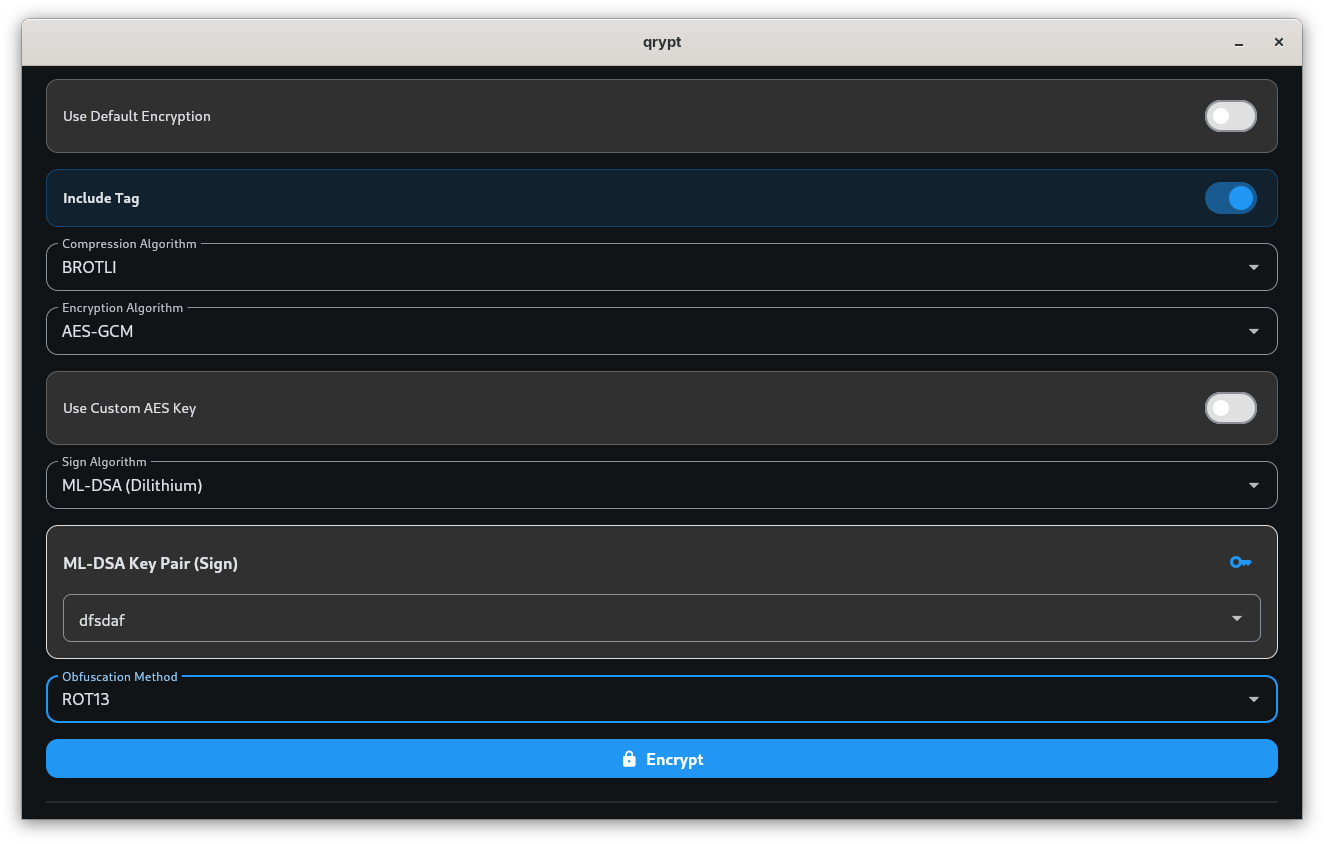 qrypt
Use Default Encryption
Include Tag
Compression Algorithm
BROTLI
Encryption Algorithm
AES-GCM
Use Custom AES Key
Sign Algorithm
ML-DSA (Dilithium)
ML-DSA Key Pair (Sign)
dfsdaf
Obfuscation Method
ROT13
Encrypt